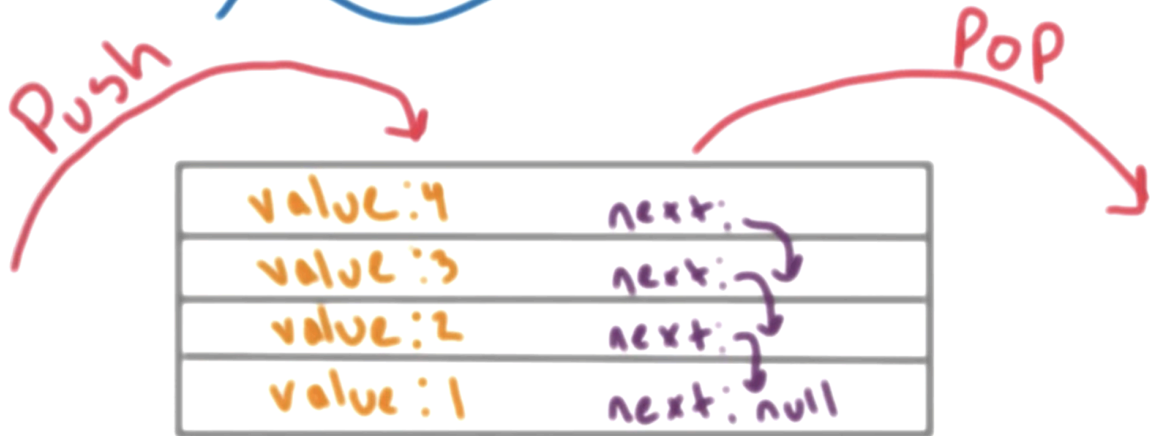 Push
Pop
value:4 next:
value:3 next:
value:2 next:
value:1 next: null